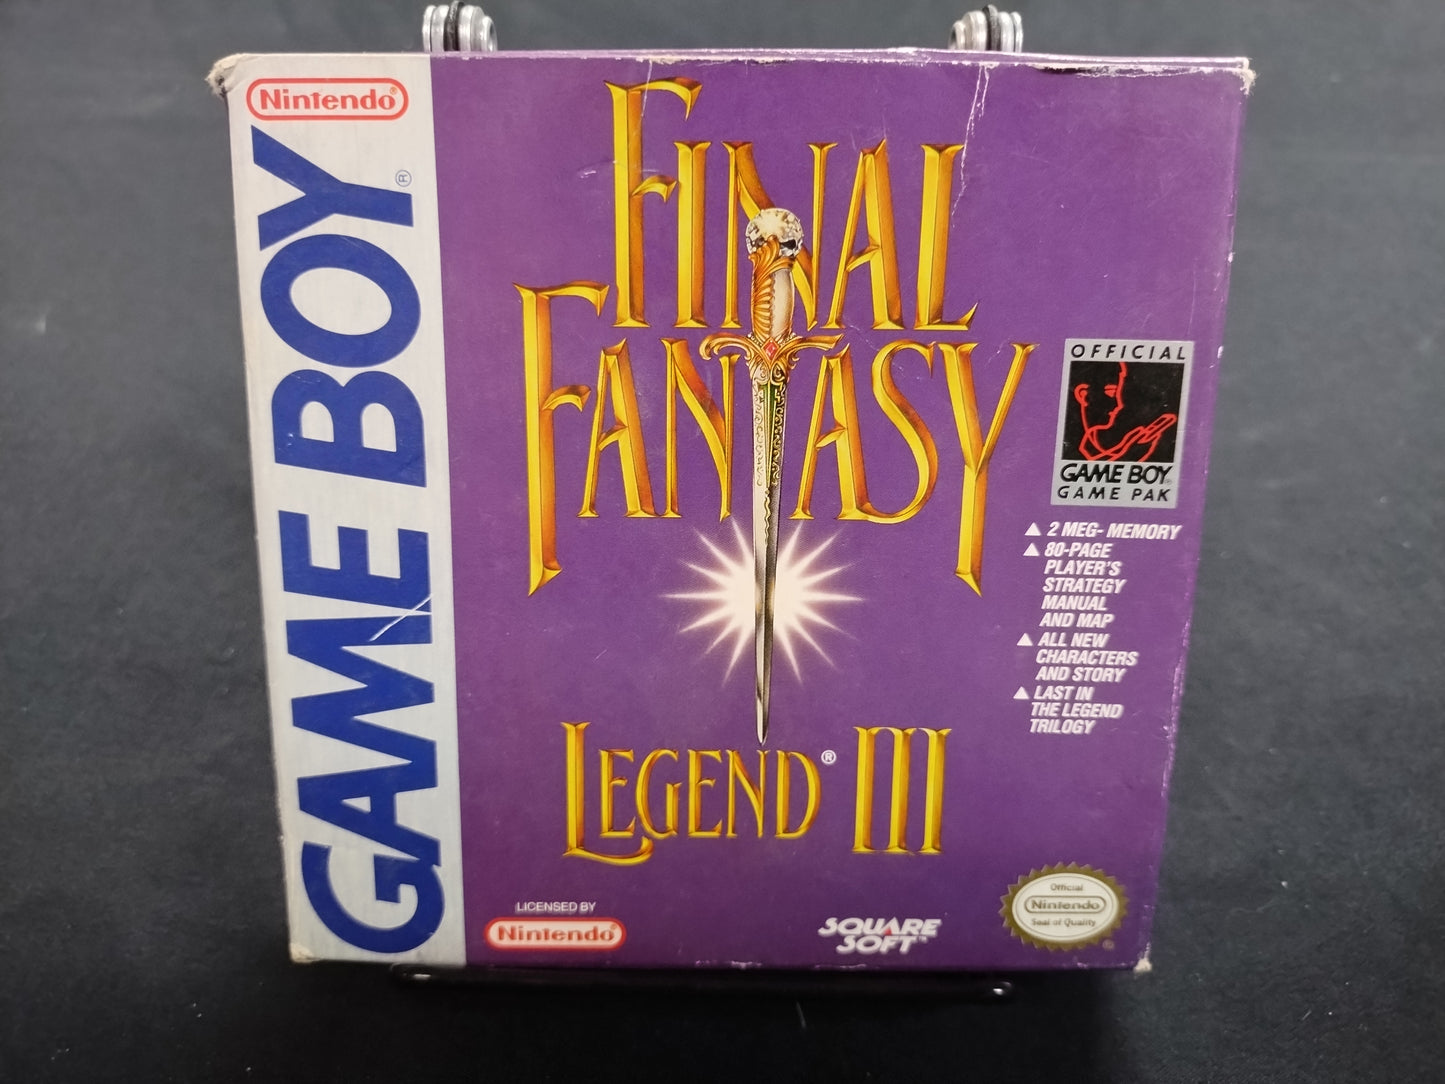 Nintendo®
GAME BOY®
FINAL
FANTASY
LEGEND® III
OFFICIAL
GAME BOY®
GAME PAK
▲ 2 MEG- MEMORY
▲ 80-PAGE
PLAYER'S
STRATEGY
MANUAL
AND MAP
▲ ALL NEW
CHARACTERS
AND STORY
▲ LAST IN
THE LEGEND
TRILOGY
LICENSED BY
Nintendo®
SQUARE
SOFT™
Official
Nintendo
Seal of Quality
®